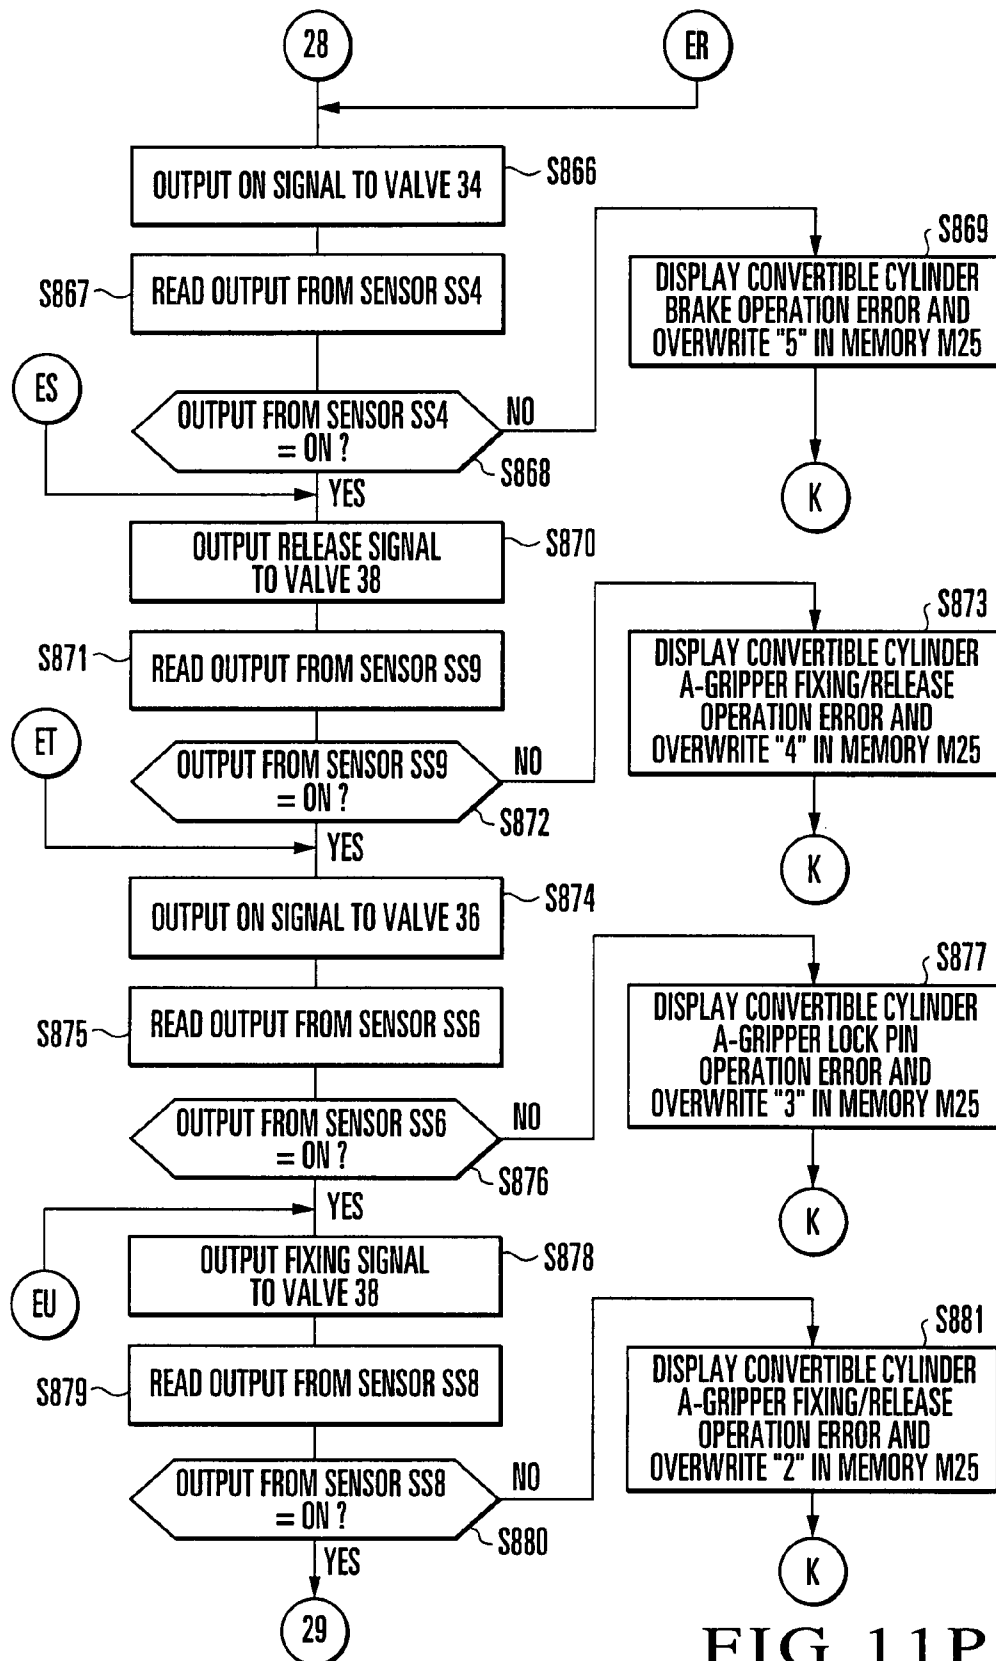 28
ER
OUTPUT ON SIGNAL TO VALVE 34
S866
S867
READ OUTPUT FROM SENSOR SS4
S869
DISPLAY CONVERTIBLE CYLINDER
BRAKE OPERATION ERROR AND
OVERWRITE "5" IN MEMORY M25
ES
OUTPUT FROM SENSOR SS4
= ON ?
NO
S868
YES
K
OUTPUT RELEASE SIGNAL
TO VALVE 38
S870
S871
READ OUTPUT FROM SENSOR SS9
S873
DISPLAY CONVERTIBLE CYLINDER
A-GRIPPER FIXING/RELEASE
OPERATION ERROR AND
OVERWRITE "4" IN MEMORY M25
ET
OUTPUT FROM SENSOR SS9
= ON ?
NO
S872
YES
K
OUTPUT ON SIGNAL TO VALVE 36
S874
S875
READ OUTPUT FROM SENSOR SS6
S877
DISPLAY CONVERTIBLE CYLINDER
A-GRIPPER LOCK PIN
OPERATION ERROR AND
OVERWRITE "3" IN MEMORY M25
OUTPUT FROM SENSOR SS6
= ON ?
NO
S876
YES
K
EU
OUTPUT FIXING SIGNAL
TO VALVE 38
S878
S879
READ OUTPUT FROM SENSOR SS8
S881
DISPLAY CONVERTIBLE CYLINDER
A-GRIPPER FIXING/RELEASE
OPERATION ERROR AND
OVERWRITE "2" IN MEMORY M25
OUTPUT FROM SENSOR SS8
= ON ?
NO
S880
YES
K
29
FIG. 11P